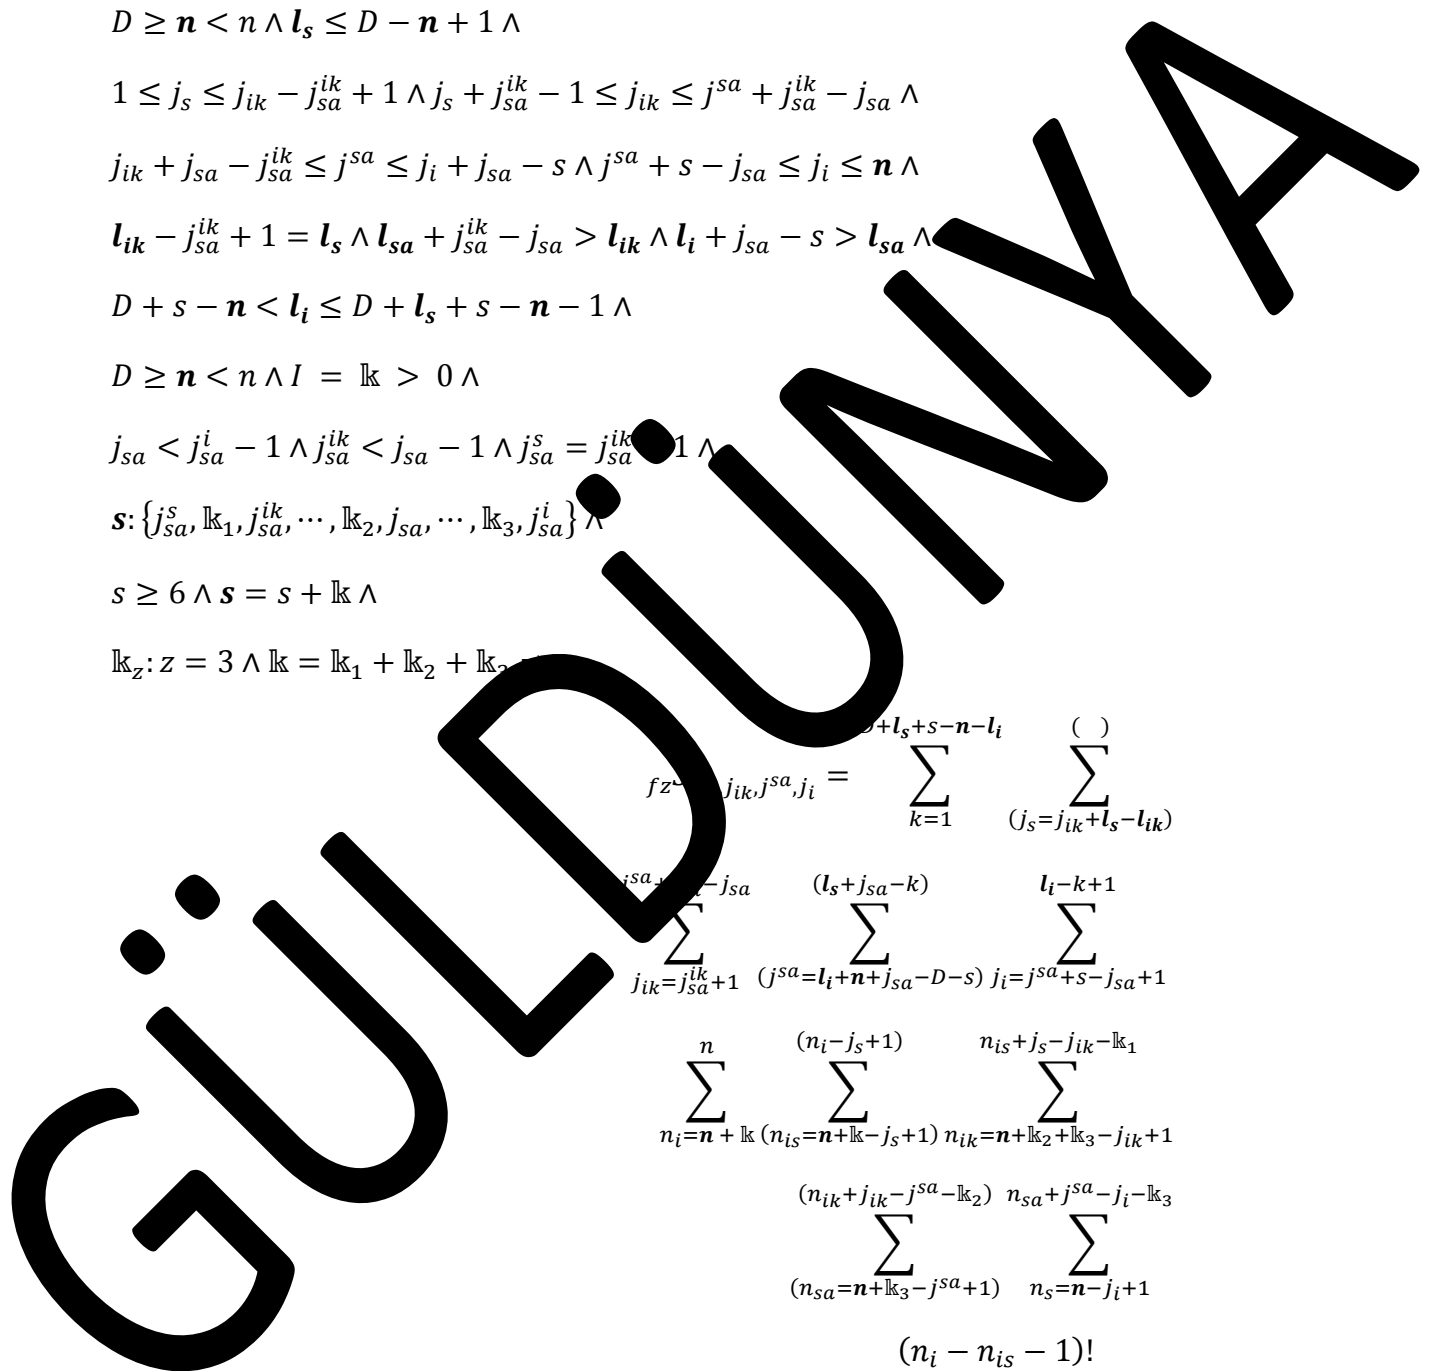 D ≥ 𝒏 < n ∧ 𝒍ₛ ≤ D − 𝒏 + 1 ∧
1 ≤ j_s ≤ j_{ik} − j_{sa}^{ik} + 1 ∧ j_s + j_{sa}^{ik} − 1 ≤ j_{ik} ≤ j^{sa} + j_{sa}^{ik} − j_{sa} ∧
j_{ik} + j_{sa} − j_{sa}^{ik} ≤ j^{sa} ≤ j_i + j_{sa} − s ∧ j^{sa} + s − j_{sa} ≤ j_i ≤ 𝒏 ∧
𝒍_{ik} − j_{sa}^{ik} + 1 = 𝒍_s ∧ 𝒍_{sa} + j_{sa}^{ik} − j_{sa} > 𝒍_{ik} ∧ 𝒍_i + j_{sa} − s > 𝒍_{sa} ∧
D + s − 𝒏 < 𝒍_i ≤ D + 𝒍_s + s − 𝒏 − 1 ∧
D ≥ 𝒏 < n ∧ I = 𝕜 > 0 ∧
j_{sa} < j_{sa}^{i} − 1 ∧ j_{sa}^{ik} < j_{sa} − 1 ∧ j_{sa}^{s} = j_{sa}^{ik} 1 ∧
𝒔: {j_{sa}^{s}, 𝕜_1, j_{sa}^{ik}, ⋯, 𝕜_2, j_{sa}, ⋯, 𝕜_3, j_{sa}^{i}} ∧
s ≥ 6 ∧ 𝒔 = s + 𝕜 ∧
𝕜_z: z = 3 ∧ 𝕜 = 𝕜_1 + 𝕜_2 + 𝕜_3
_{fz} _{j_{ik}, j^{sa}, j_i} = ∑_{k=1}^{D+𝒍_s+s−𝒏−𝒍_i} ∑_{(j_s=j_{ik}+𝒍_s−𝒍_{ik})}^{( )}
∑_{j_{ik}=j_{sa}^{ik}+1}^{j^{sa}+ −j_{sa}} ∑_{(j^{sa}=𝒍_i+𝒏+j_{sa}−D−s)}^{(𝒍_s+j_{sa}−k)} ∑_{j_i=j^{sa}+s−j_{sa}+1}^{𝒍_i−k+1}
∑_{n_i=𝒏+𝕜}^{n} ∑_{(n_{is}=𝒏+𝕜−j_s+1)}^{(n_i−j_s+1)} ∑_{n_{ik}=𝒏+𝕜_2+𝕜_3−j_{ik}+1}^{n_{is}+j_s−j_{ik}−𝕜_1}
∑_{(n_{sa}=𝒏+𝕜_3−j^{sa}+1)}^{(n_{ik}+j_{ik}−j^{sa}−𝕜_2)} ∑_{n_s=𝒏−j_i+1}^{n_{sa}+j^{sa}−j_i−𝕜_3}
(n_i − n_{is} − 1)!
GÜLDÜNYA